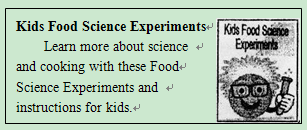 Kids Food Science Experiments
Learn more about science
and cooking with these Food
Science Experiments and
instructions for kids.
Kids Food Science
Experiments